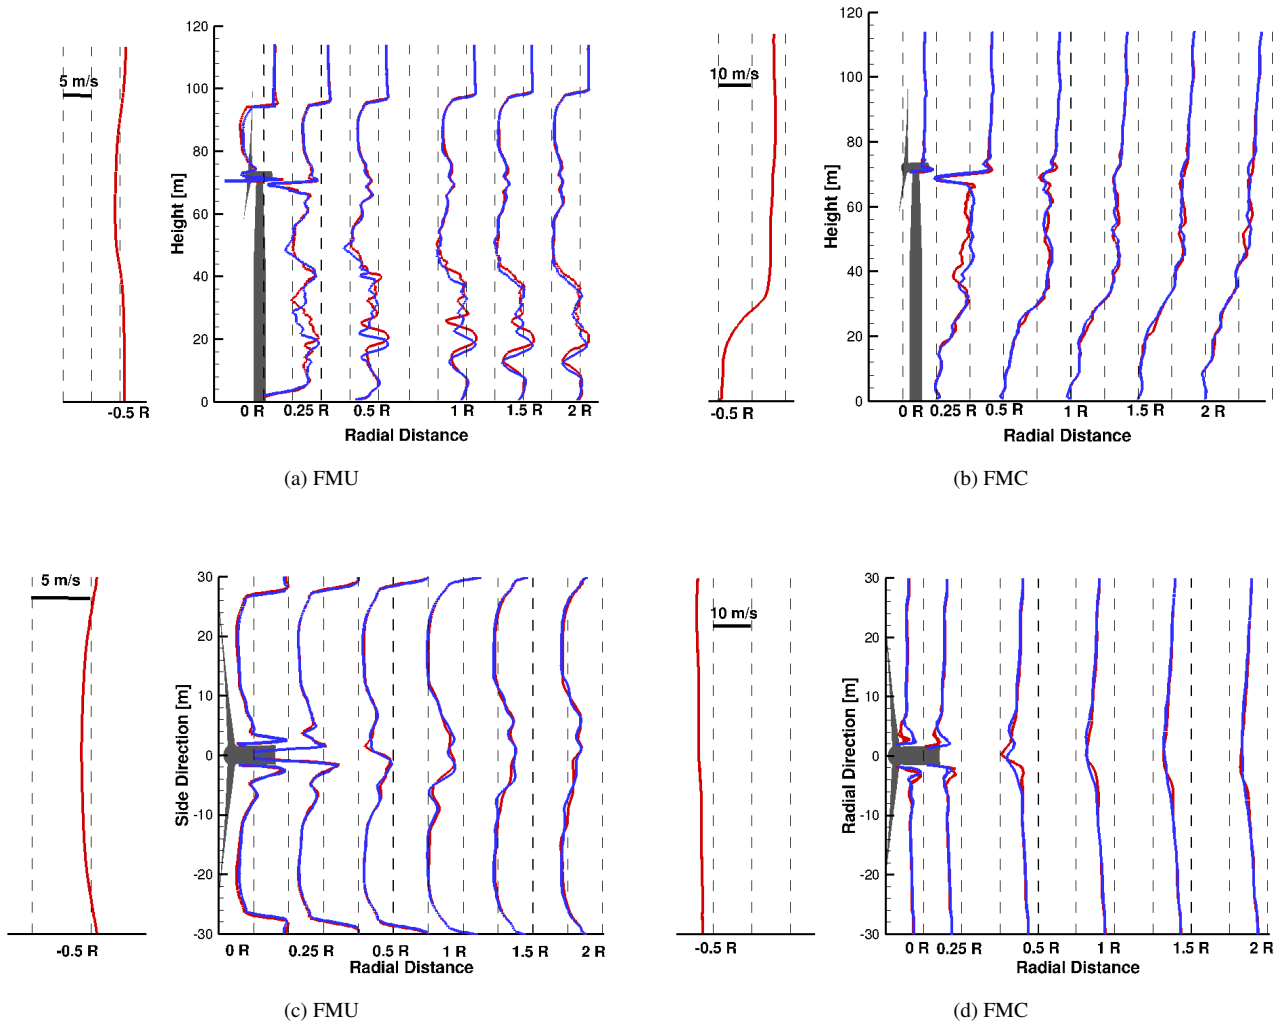 5 m/s
-0.5 R
Height [m]
120
100
80
60
40
20
0
0 R 0.25 R 0.5 R 1 R 1.5 R 2 R
Radial Distance
(a) FMU
10 m/s
-0.5 R
Height [m]
120
100
80
60
40
20
0
0 R 0.25 R 0.5 R 1 R 1.5 R 2 R
Radial Distance
(b) FMC
5 m/s
-0.5 R
Side Direction [m]
30
20
10
0
-10
-20
-30
0 R 0.25 R 0.5 R 1 R 1.5 R 2 R
Radial Distance
(c) FMU
10 m/s
-0.5 R
Radial Direction [m]
30
20
10
0
-10
-20
-30
0 R 0.25 R 0.5 R 1 R 1.5 R 2 R
Radial Distance
(d) FMC